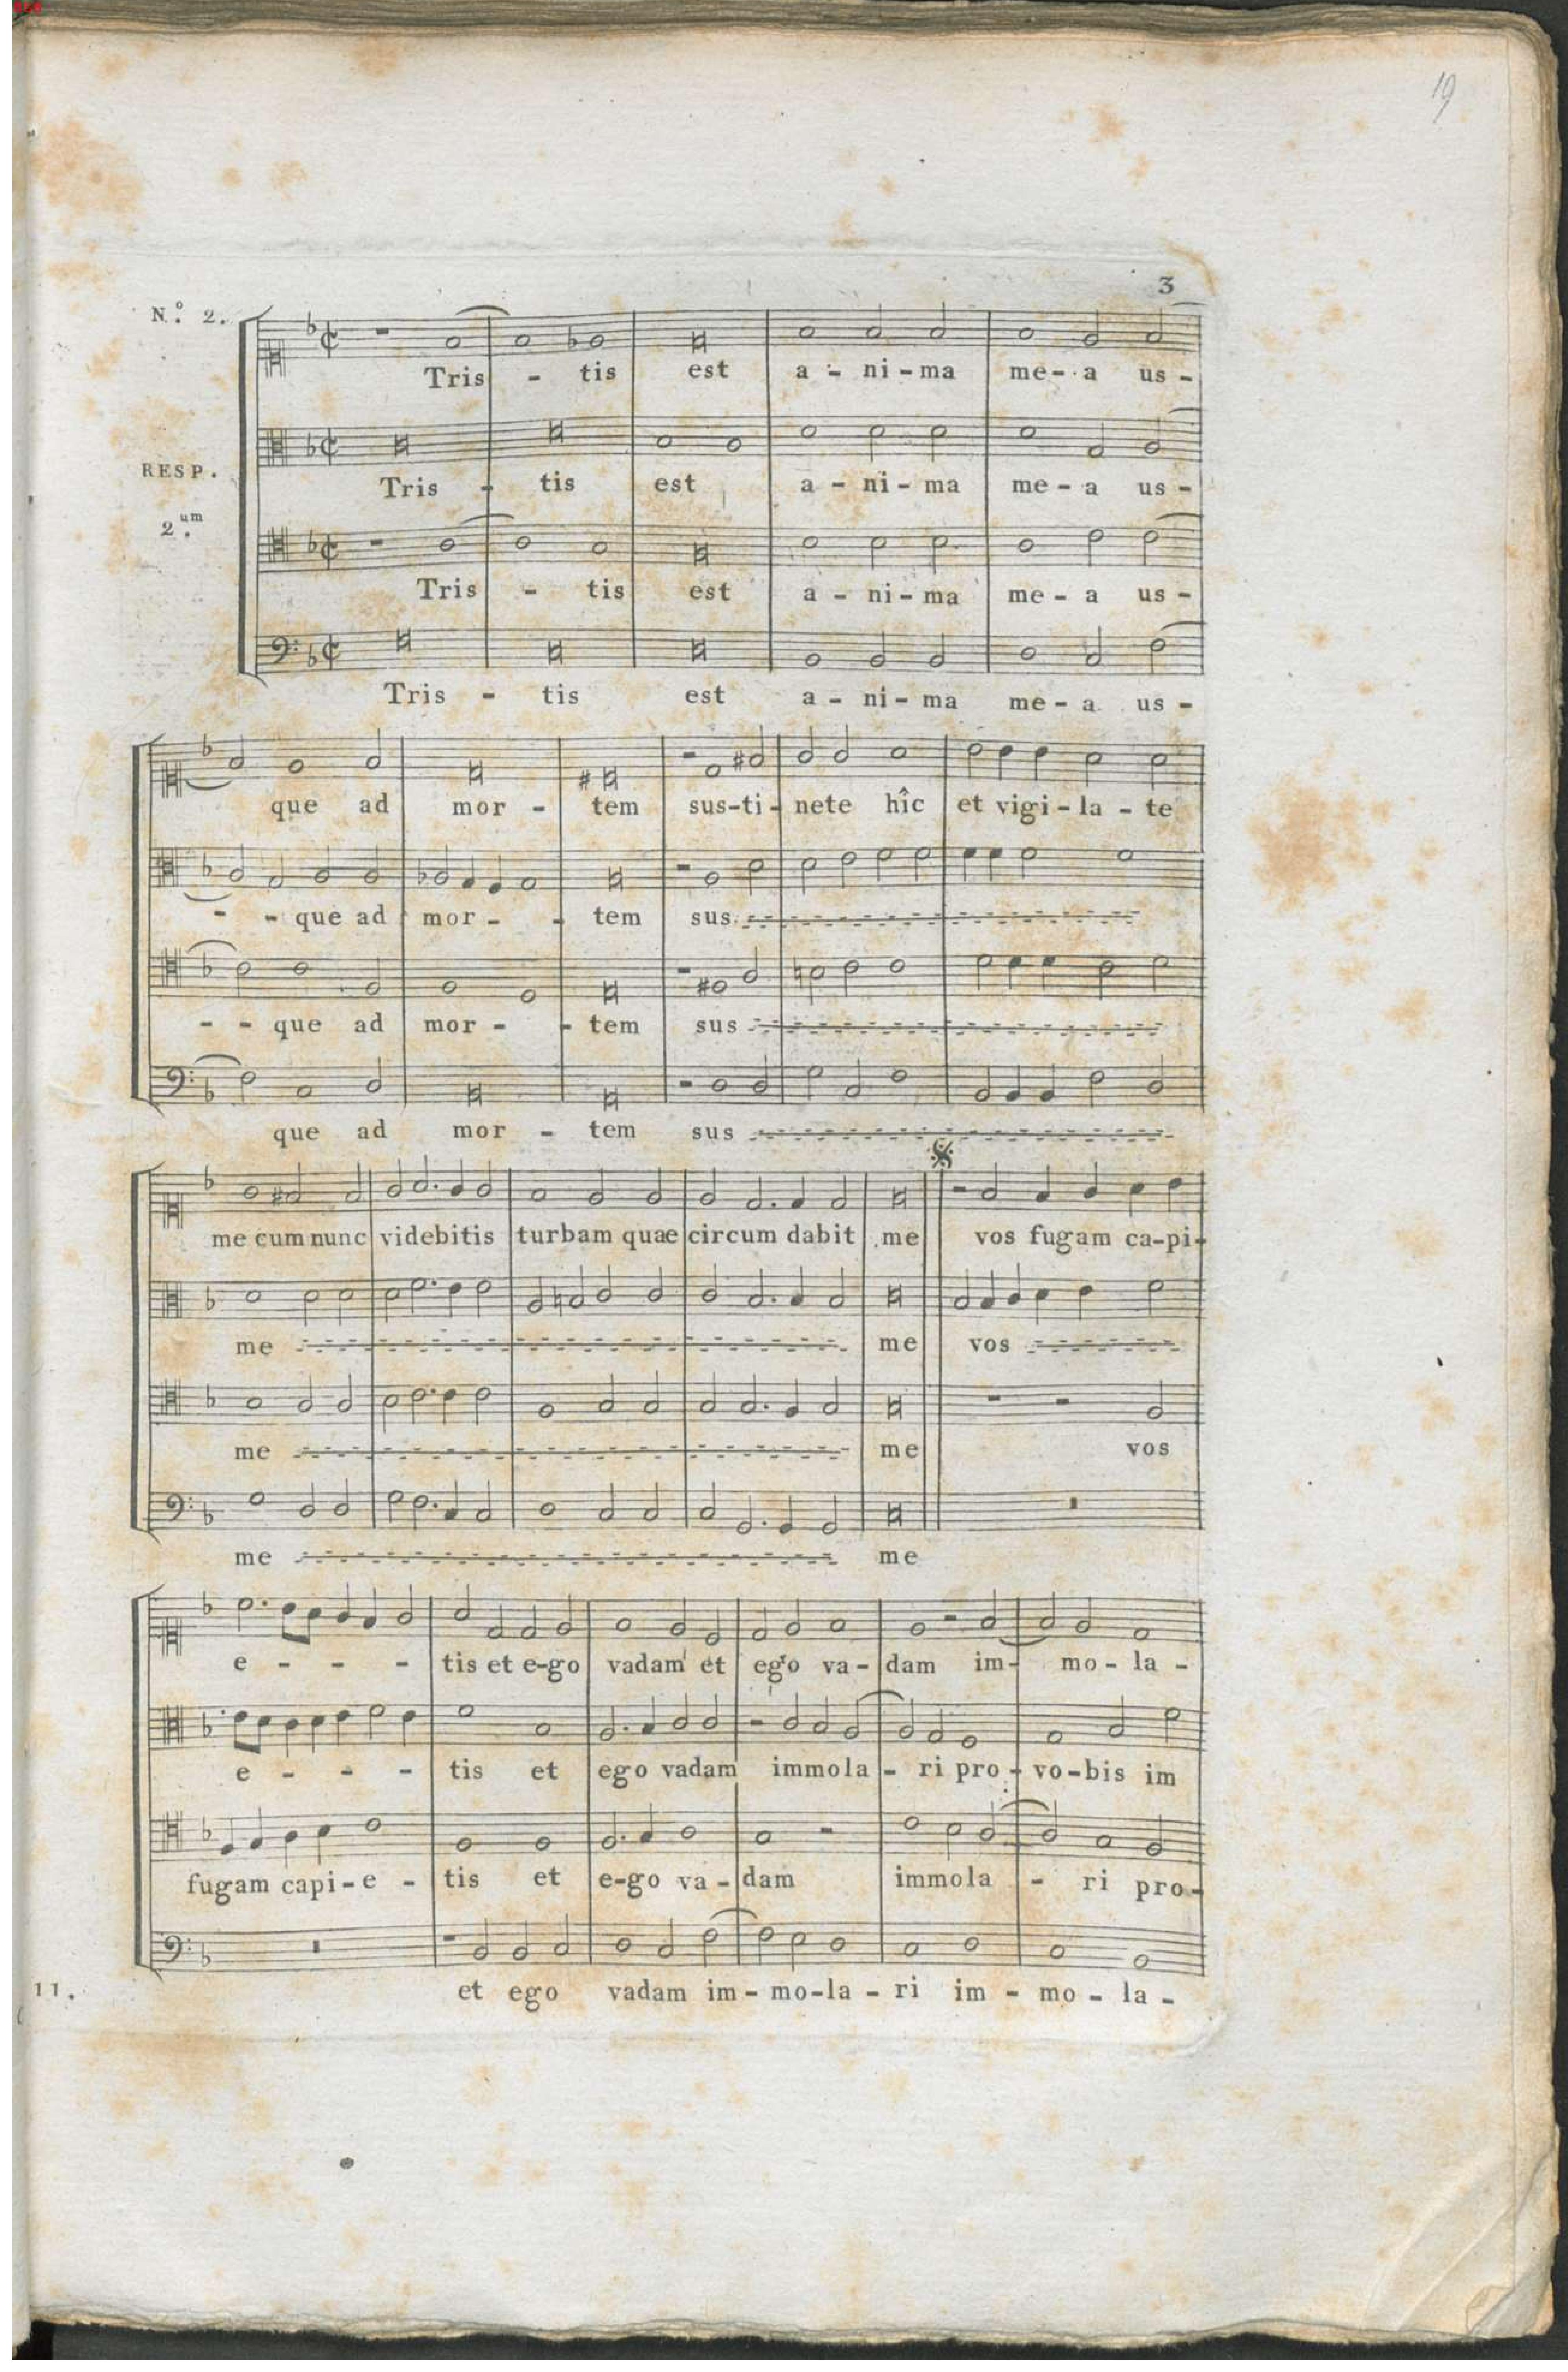 19
3
N.o 2.
Tris - tis est a - ni - ma me - a us -
RESP.
2.um
Tris - tis est a - ni - ma me - a us -
Tris - tis est a - ni - ma me - a us -
Tris - tis est a - ni - ma me - a us -
que ad mor - tem sus-ti-nete hîc et vigi-la-te
- - que ad mor - - tem sus
- - que ad mor - - tem sus
que ad mor - tem sus
me cum nunc videbitis turbam quae circum dabit me vos fugam ca-pi-
me me vos
me me vos
me me
e - - - tis et e-go vadam et ego va-dam im- mo-la-
e - - - tis et ego vadam immola - ri pro - vo-bis im
fugam capi-e - tis et e-go va-dam immola - ri pro-
11.
et ego vadam im-mo-la-ri im - mo - la -